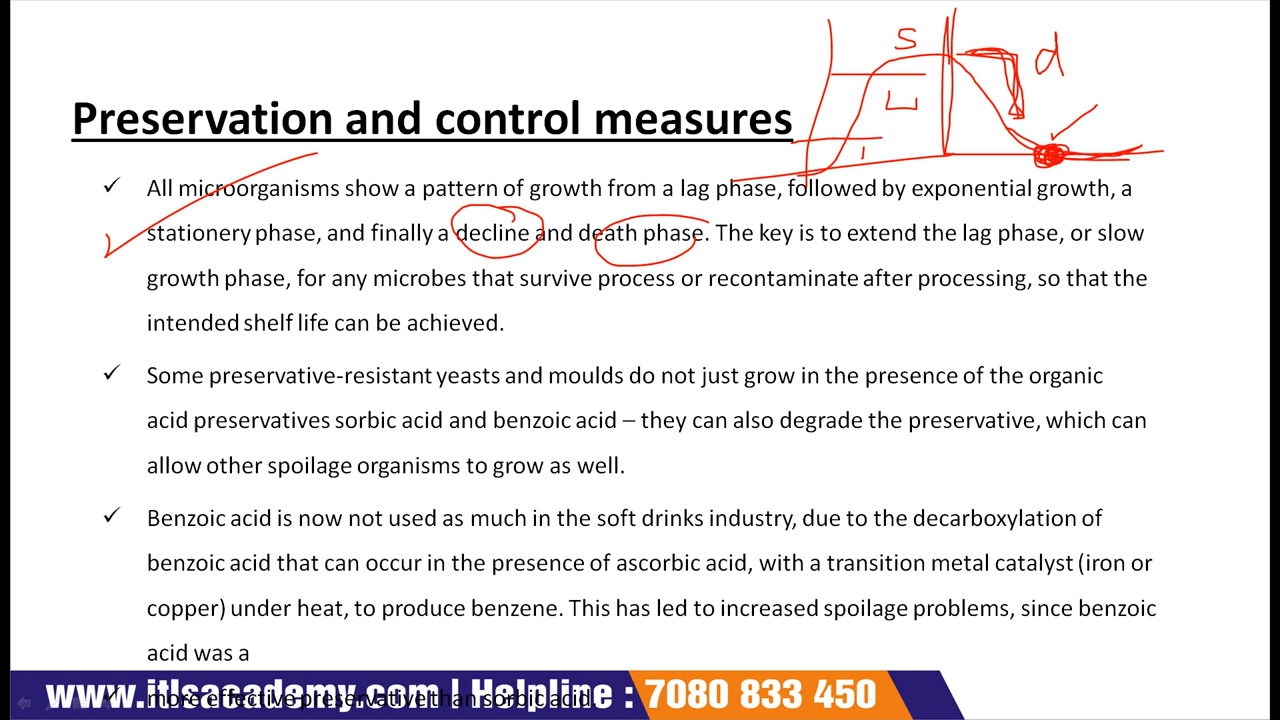 S
d
Preservation and control measures
✓ All microorganisms show a pattern of growth from a lag phase, followed by exponential growth, a
stationery phase, and finally a decline and death phase. The key is to extend the lag phase, or slow
growth phase, for any microbes that survive process or recontaminate after processing, so that the
intended shelf life can be achieved.
✓ Some preservative-resistant yeasts and moulds do not just grow in the presence of the organic
acid preservatives sorbic acid and benzoic acid – they can also degrade the preservative, which can
allow other spoilage organisms to grow as well.
✓ Benzoic acid is now not used as much in the soft drinks industry, due to the decarboxylation of
benzoic acid that can occur in the presence of ascorbic acid, with a transition metal catalyst (iron or
copper) under heat, to produce benzene. This has led to increased spoilage problems, since benzoic
acid was a
more effective preservative than sorbic acid.
www.itlsacademy.com | Helpline : 7080 833 450